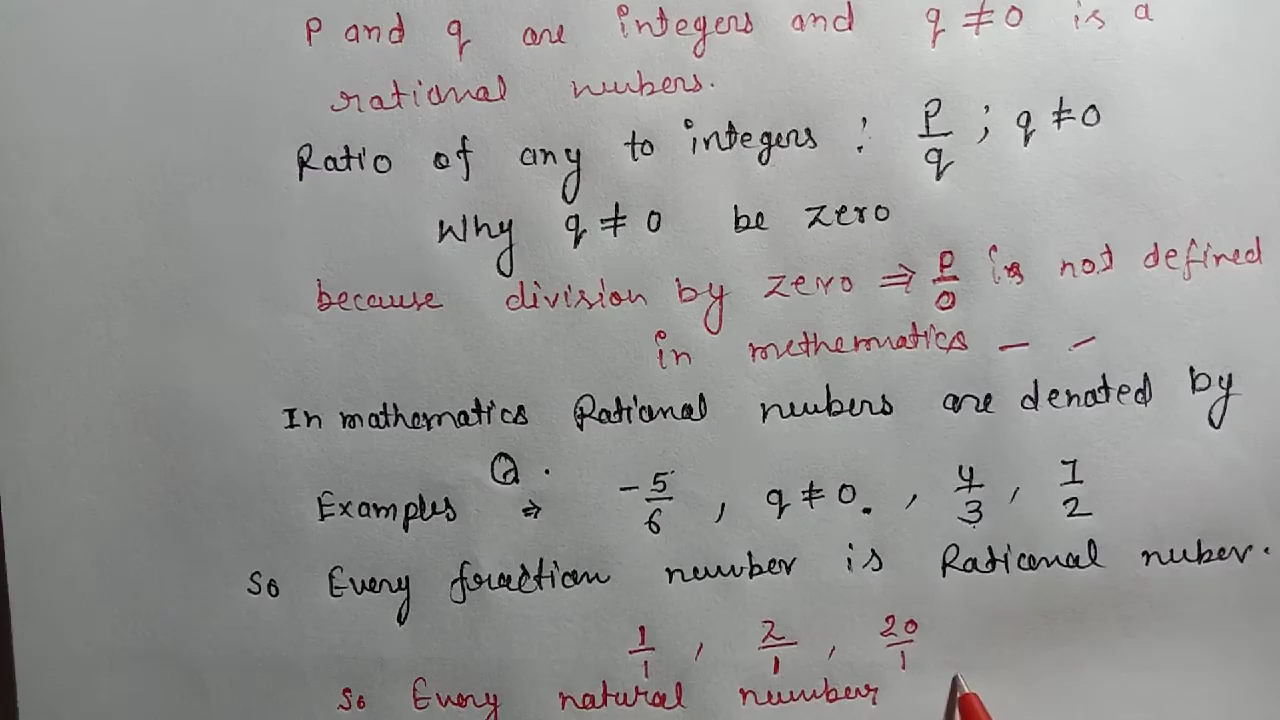 P and q are integers and q ≠ 0 is a
rational numbers.
Ratio of any to integers : P/q ; q ≠ 0
Why q ≠ 0 be zero
because division by zero ⇒ P/0 is not defined
in methematics - -
In mathematics Rational numbers are denated by
Q.
Examples ⇒ -5/6 , q ≠ 0. , 4/3 , 1/2
So Every fraction number is Rational nuber.
1/1 , 2/1 , 20/1
So Every natural number